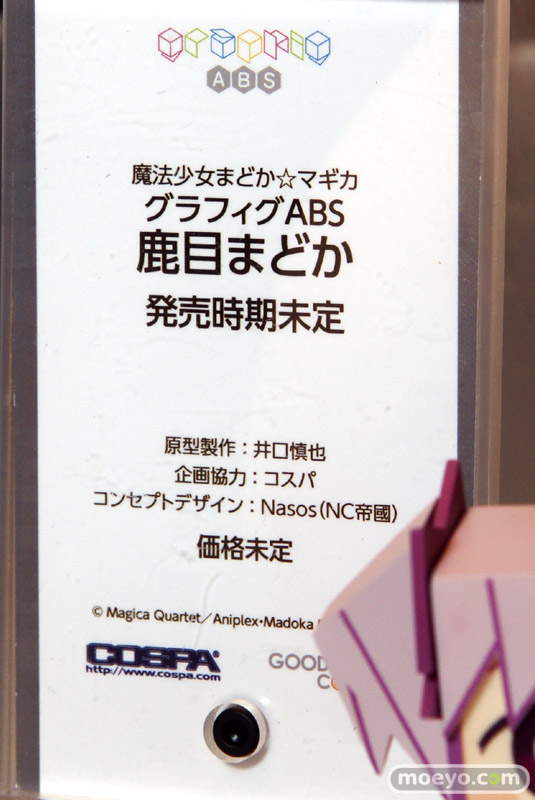 graphig
ABS
魔法少女まどか☆マギカ
グラフィグABS
鹿目まどか
発売時期未定
原型製作：井口慎也
企画協力：コスパ
コンセプトデザイン：Nasos（NC帝國）
価格未定
© Magica Quartet／Aniplex・Madoka
COSPA®
http://www.cospa.com
GOOD
moeyo.com